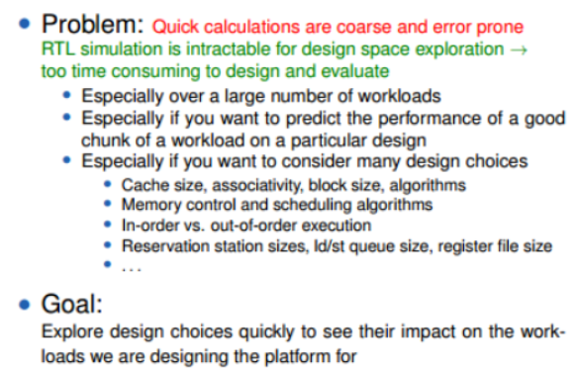 • Problem: Quick calculations are coarse and error prone
RTL simulation is intractable for design space exploration →
too time consuming to design and evaluate
• Especially over a large number of workloads
• Especially if you want to predict the performance of a good
chunk of a workload on a particular design
• Especially if you want to consider many design choices
• Cache size, associativity, block size, algorithms
• Memory control and scheduling algorithms
• In-order vs. out-of-order execution
• Reservation station sizes, ld/st queue size, register file size
• ...
• Goal:
Explore design choices quickly to see their impact on the work-
loads we are designing the platform for